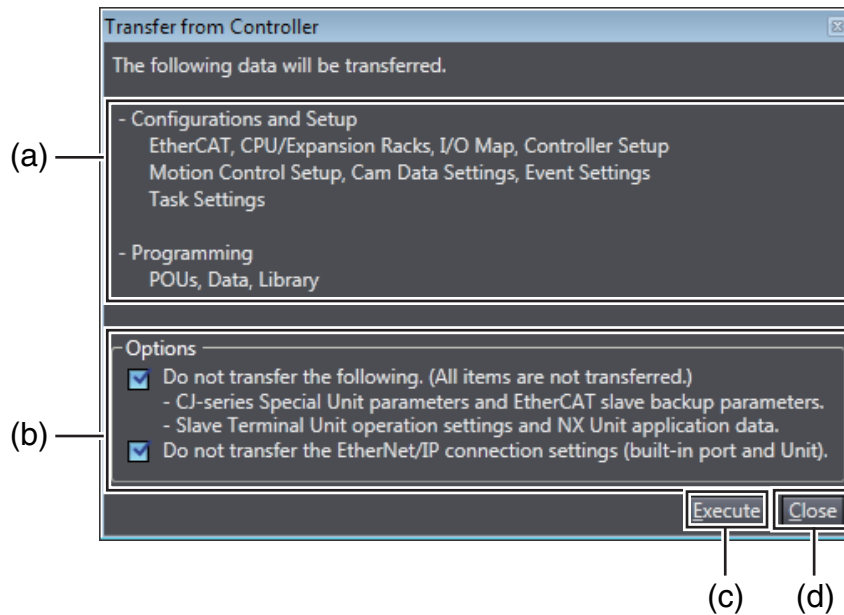 Transfer from Controller
The following data will be transferred.
(a)
- Configurations and Setup
EtherCAT, CPU/Expansion Racks, I/O Map, Controller Setup
Motion Control Setup, Cam Data Settings, Event Settings
Task Settings
- Programming
POUs, Data, Library
(b)
Options
Do not transfer the following. (All items are not transferred.)
- CJ-series Special Unit parameters and EtherCAT slave backup parameters.
- Slave Terminal Unit operation settings and NX Unit application data.
Do not transfer the EtherNet/IP connection settings (built-in port and Unit).
Execute Close
(c) (d)